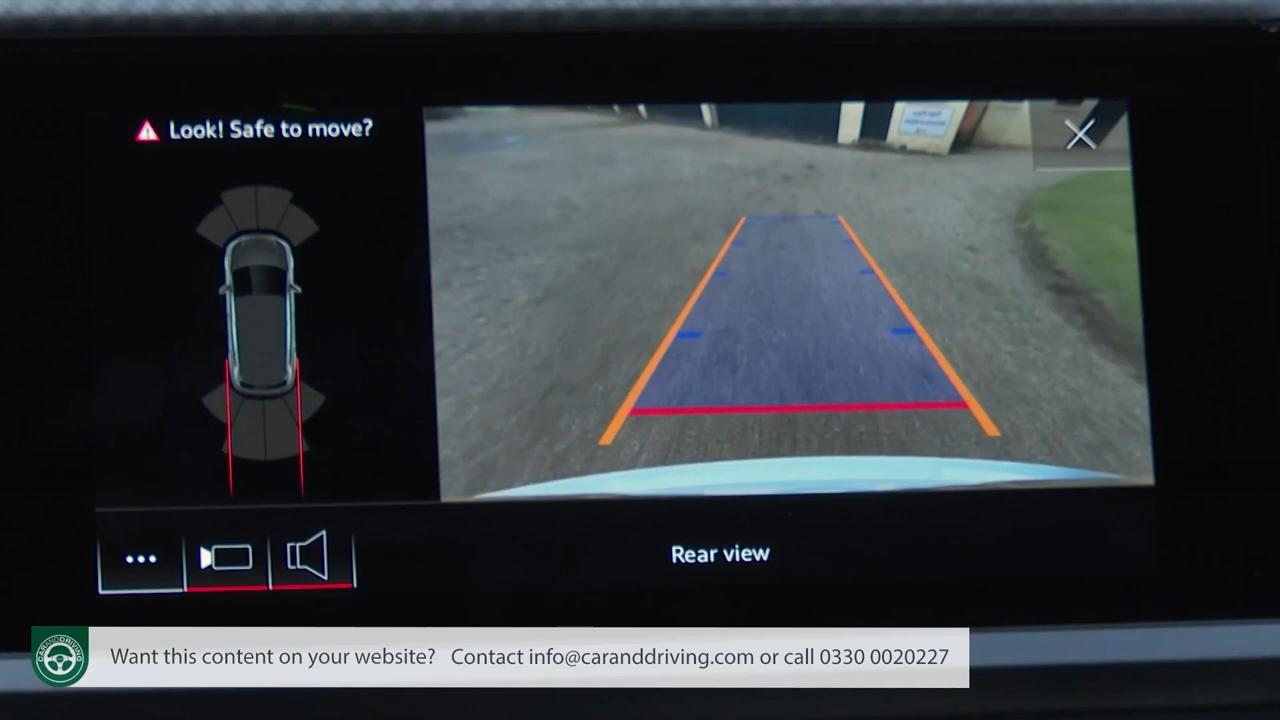 Look! Safe to move?
Rear view
CARANDDRIVING
Want this content on your website? Contact info@caranddriving.com or call 0330 0020227